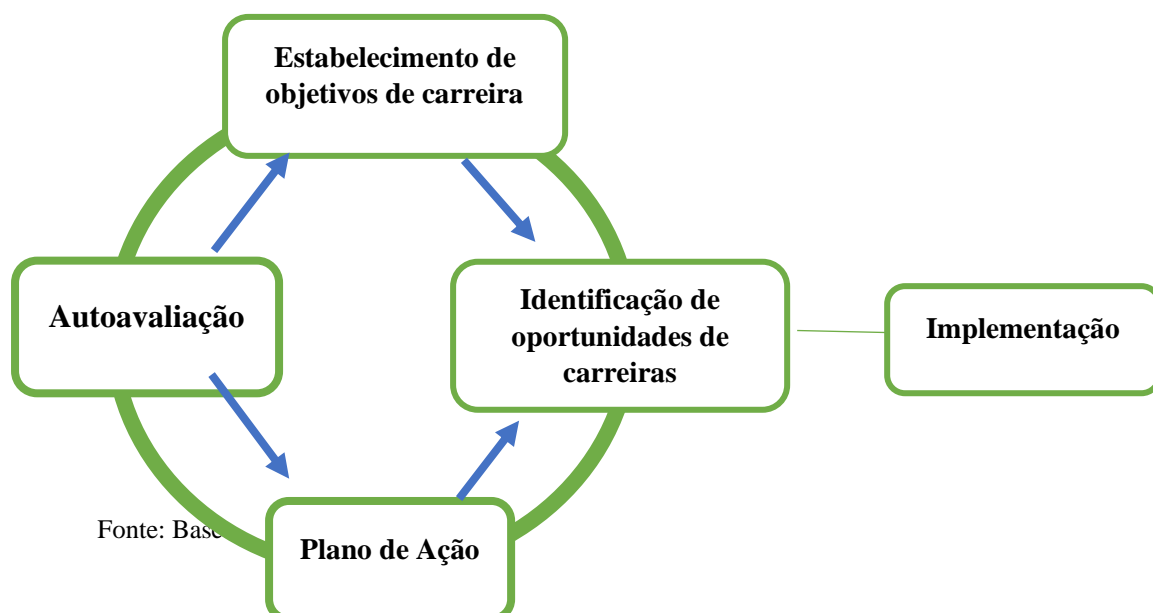 Estabelecimento de
objetivos de carreira
Autoavaliação
Identificação de
oportunidades de
carreiras
Implementação
Fonte:
Plano de Ação